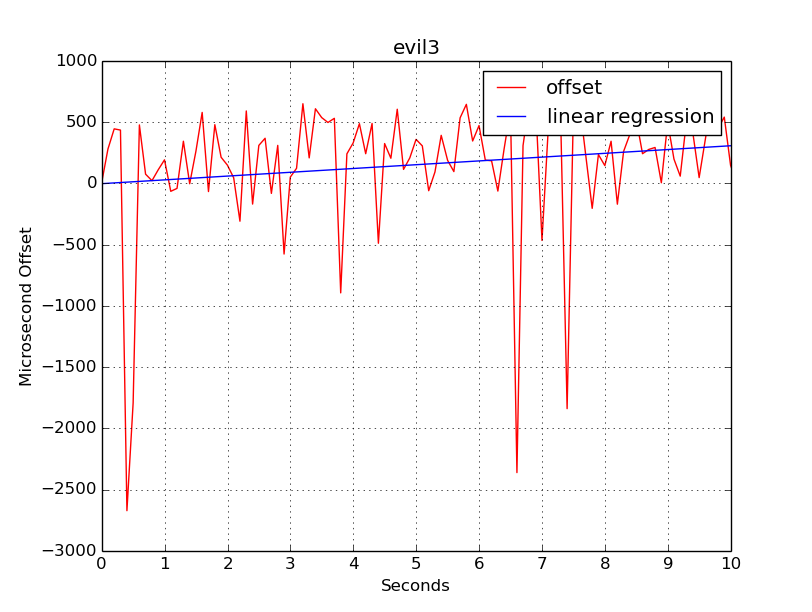 evil3
offset
linear regression
1000
500
0
−500
−1000
−1500
−2000
−2500
−3000
Microsecond Offset
0 1 2 3 4 5 6 7 8 9 10
Seconds